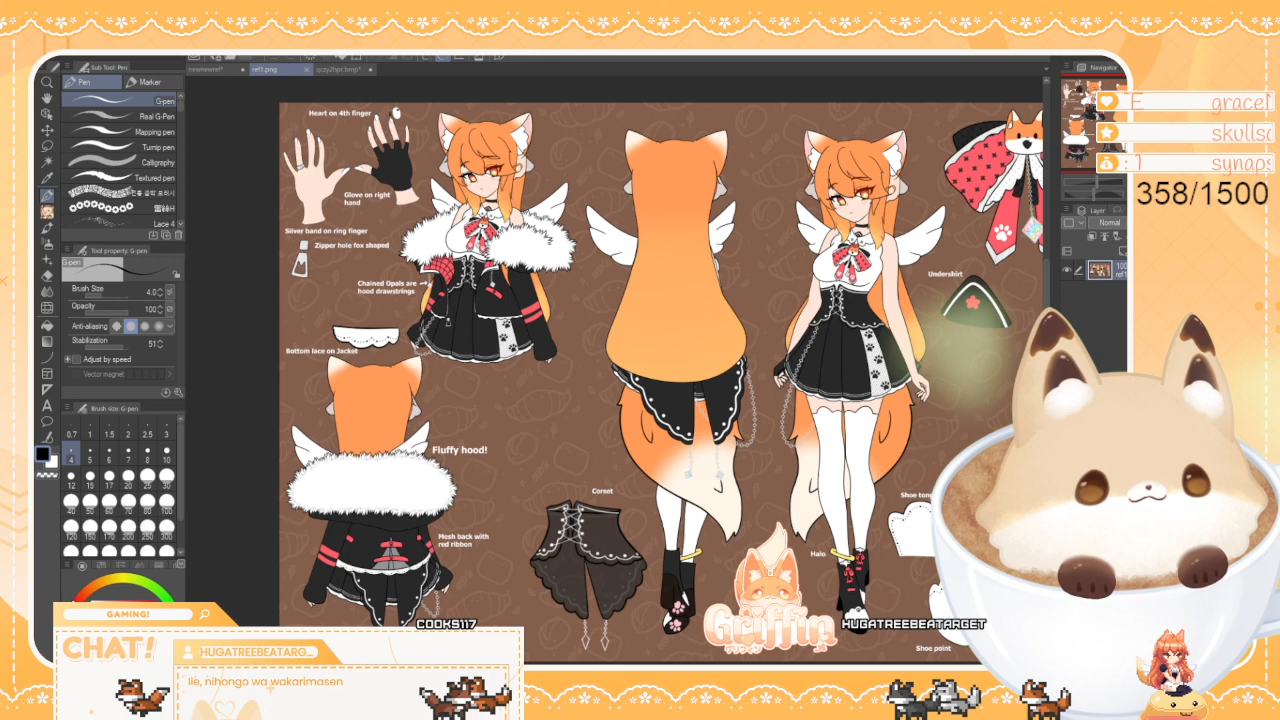 Sub Tool: Pen
Pen
Marker
G-pen
Real G-Pen
Mapping pen
Turnip pen
Calligraphy
Textured pen
Lace 4
Tool property: G-pen
G-pen
Brush Size 4.0
Opacity 100
Anti-aliasing
Stabilization 51
Adjust by speed
Vector magnet
Brush size: G-pen
0.7 1 1.5 2 2.5 3
4 5 6 7 8 10
12 15 17 20 25 30
40 50 60 70 80 100
120 150 170 200 250 300
newnewref*
ref1.png
qczy2hpr.bmp*
Navigator
Layer
Normal
Heart on 4th finger
Glove on right
hand
Silver band on ring finger
Zipper hole fox shaped
Chained Opals are
hood drawstrings
Bottom lace on Jacket
Fluffy hood!
Mesh back with
red ribbon
Corset
Undershirt
Halo
Shoe point
Griffin
COOKS117
HUGATREEBEATARGET
358/1500
GAMING!
CHAT!
HUGATREEBEATARG...
Iie, nihongo wa wakarimasen